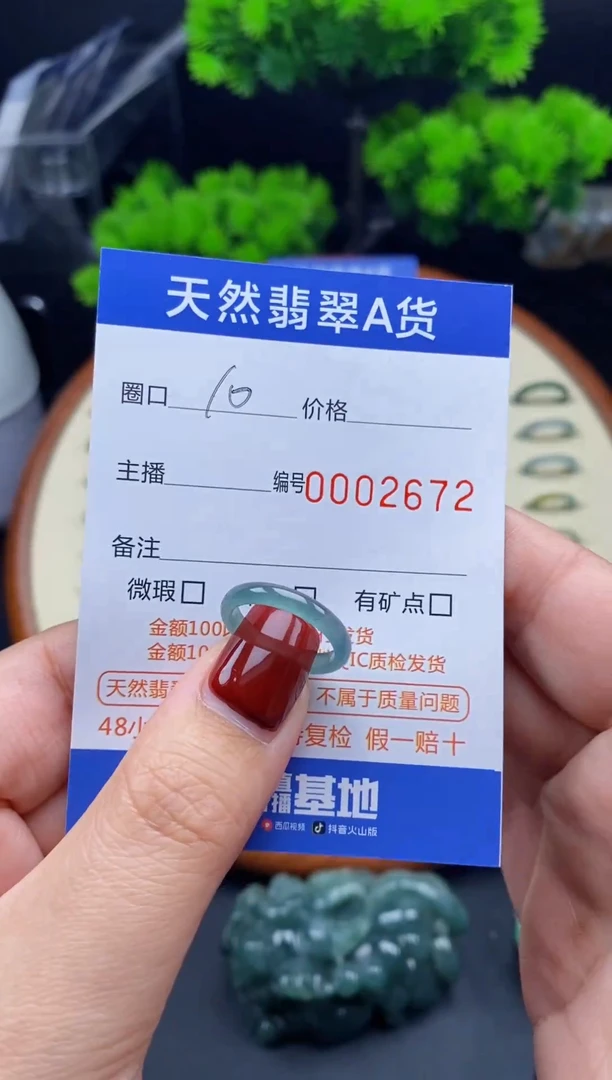 天然翡翠A货
圈口 10 价格
主播 编号0002672
备注
微瑕 有矿点
金额100 发货
金额10 IC质检发货
天然翡 不属于质量问题
48小 复检 假一赔十
播 基地
西瓜视频 抖音火山版